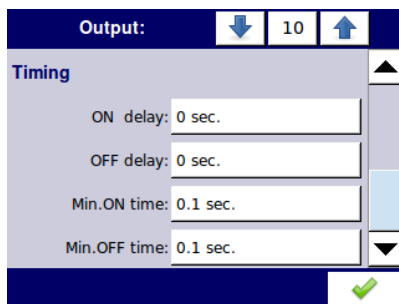 Output: 10
Timing
ON delay: 0 sec.
OFF delay: 0 sec.
Min.ON time: 0.1 sec.
Min.OFF time: 0.1 sec.